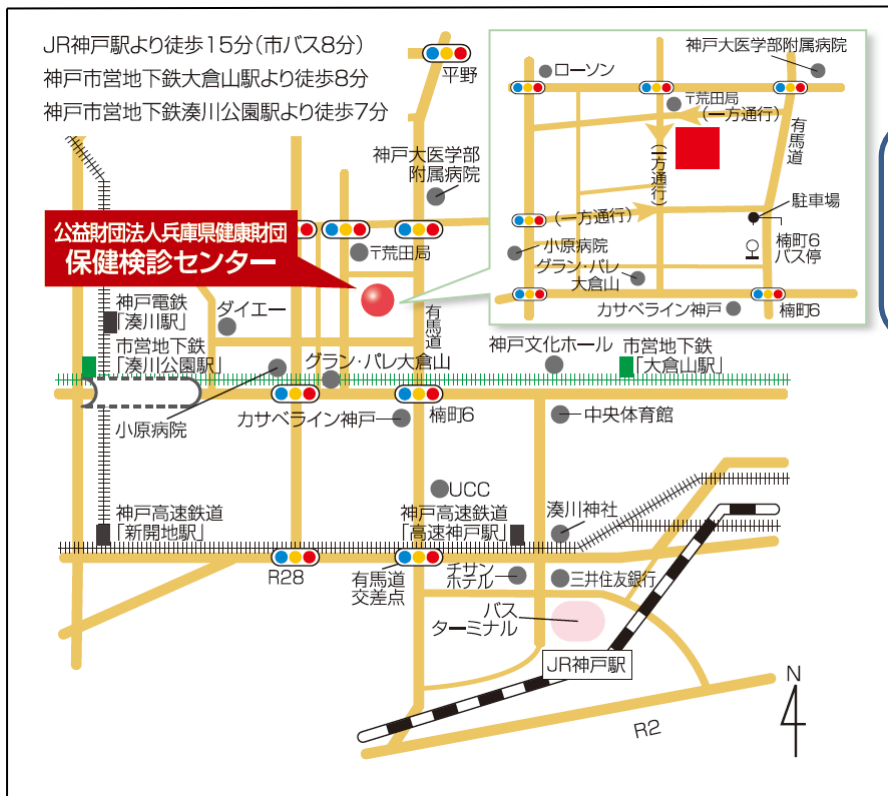 JR神戸駅より徒歩15分(市バス8分)
神戸市営地下鉄大倉山駅より徒歩8分
神戸市営地下鉄湊川公園駅より徒歩7分
平野
神戸大医学部
附属病院
公益財団法人兵庫県健康財団
保健検診センター
〒荒田局
神戸電鉄
「湊川駅」
ダイエー
有馬道
市営地下鉄
「湊川公園駅」
グラン・パレ大倉山
神戸文化ホール
市営地下鉄
「大倉山駅」
小原病院
カサベライン神戸
楠町6
中央体育館
UCC
神戸高速鉄道
「新開地駅」
神戸高速鉄道
「高速神戸駅」
湊川神社
R28
有馬道
交差点
チサン
ホテル
三井住友銀行
バス
ターミナル
JR神戸駅
R2
N
神戸大医学部附属病院
ローソン
〒荒田局
(一方通行)
有馬道
(一方通行)
駐車場
(一方通行)
楠町6
バス停
小原病院
グラン・パレ
大倉山
カサベライン神戸
楠町6